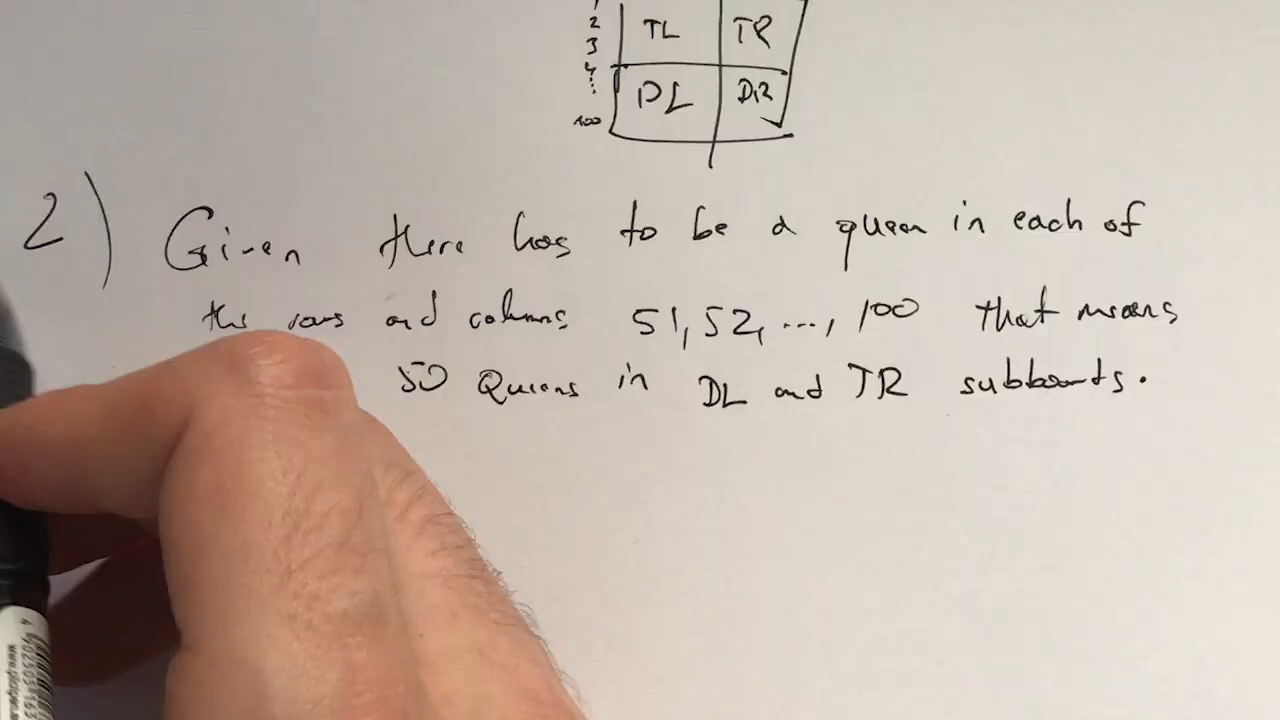 2 TL TR
3
4
DL DR
100
2) Given there has to be a queen in each of
the rows and columns 51, 52, ..., 100 that means
50 Queens in DL and TR subboards.